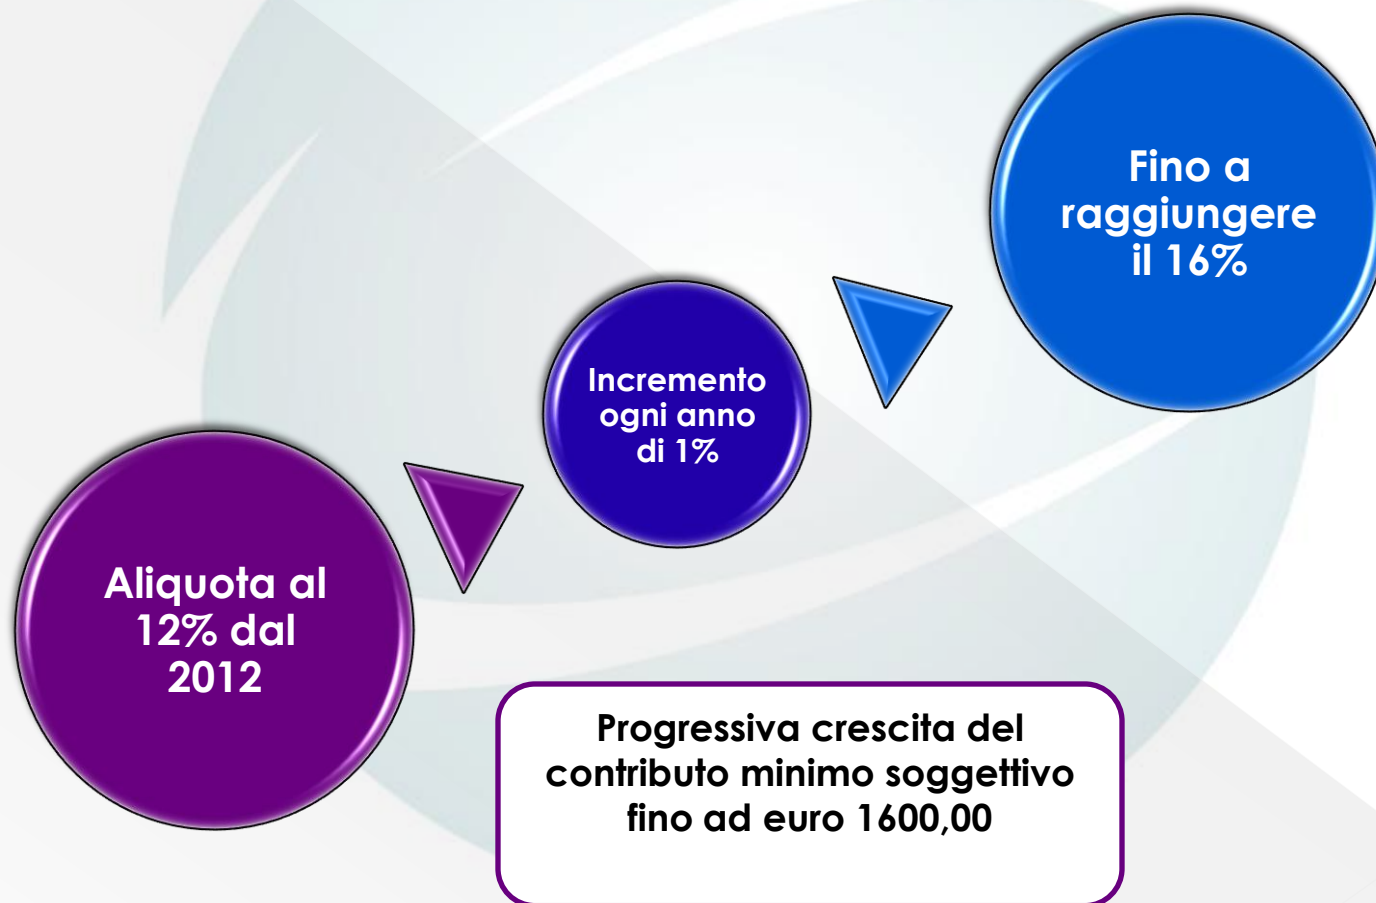 Aliquota al
12% dal
2012
Incremento
ogni anno
di 1%
Fino a
raggiungere
il 16%
Progressiva crescita del
contributo minimo soggettivo
fino ad euro 1600,00